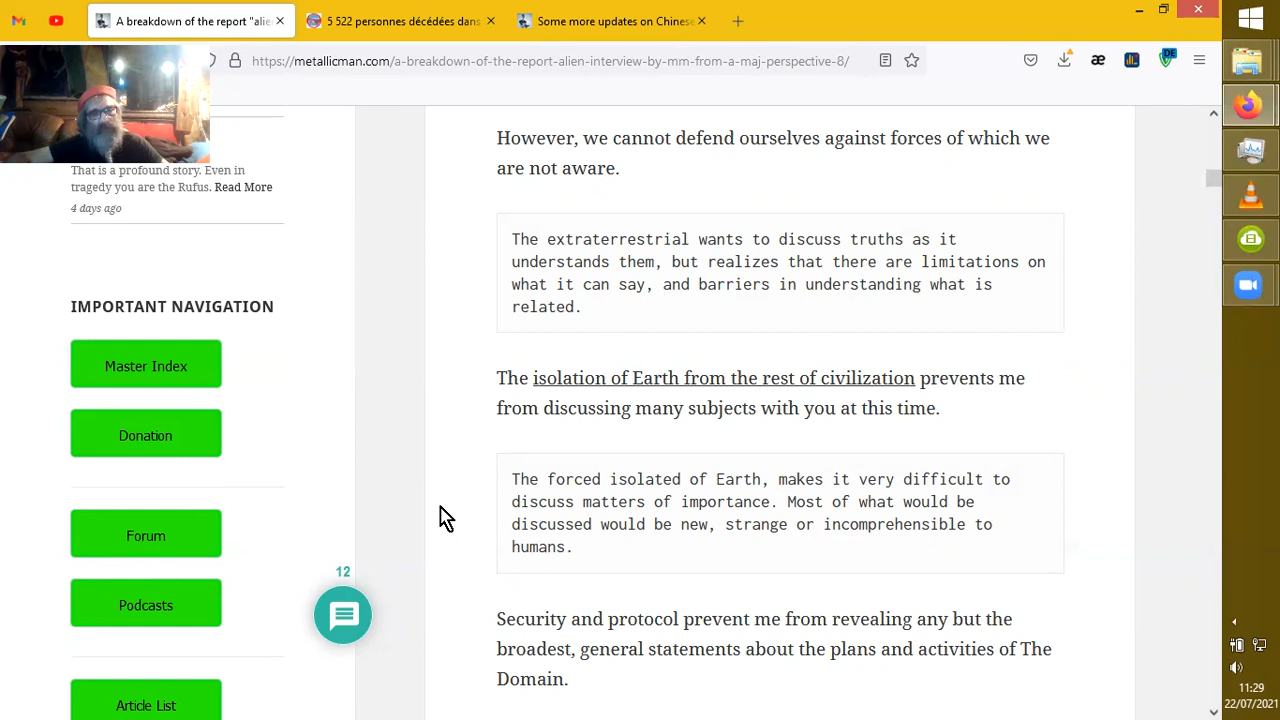 A breakdown of the report "alie
5 522 personnes décédées dans
Some more updates on Chinese
https://metallicman.com/a-breakdown-of-the-r alien-interview-by-mm-from- maj-perspective-8/
æ
DE
That is a profound story. Even in
tragedy you are the Rufus. Read More
4 days ago
IMPORTANT NAVIGATION
Master Index
Donation
Forum
Podcasts
Article List
12
However, we cannot defend ourselves against forces of which we
are not aware.
The extraterrestrial wants to discuss truths as it
understands them, but realizes that there are limitations on
what it can say, and barriers in understanding what is
related.
The isolation of Earth from the rest of civilization prevents me
from discussing many subjects with you at this time.
The forced isolated of Earth, makes it very difficult to
discuss matters of importance. Most of what would be
discussed would be new, strange or incomprehensible to
humans.
Security and protocol prevent me from revealing any but the
broadest, general statements about the plans and activities of The
Domain.
11:29
22/07/2021